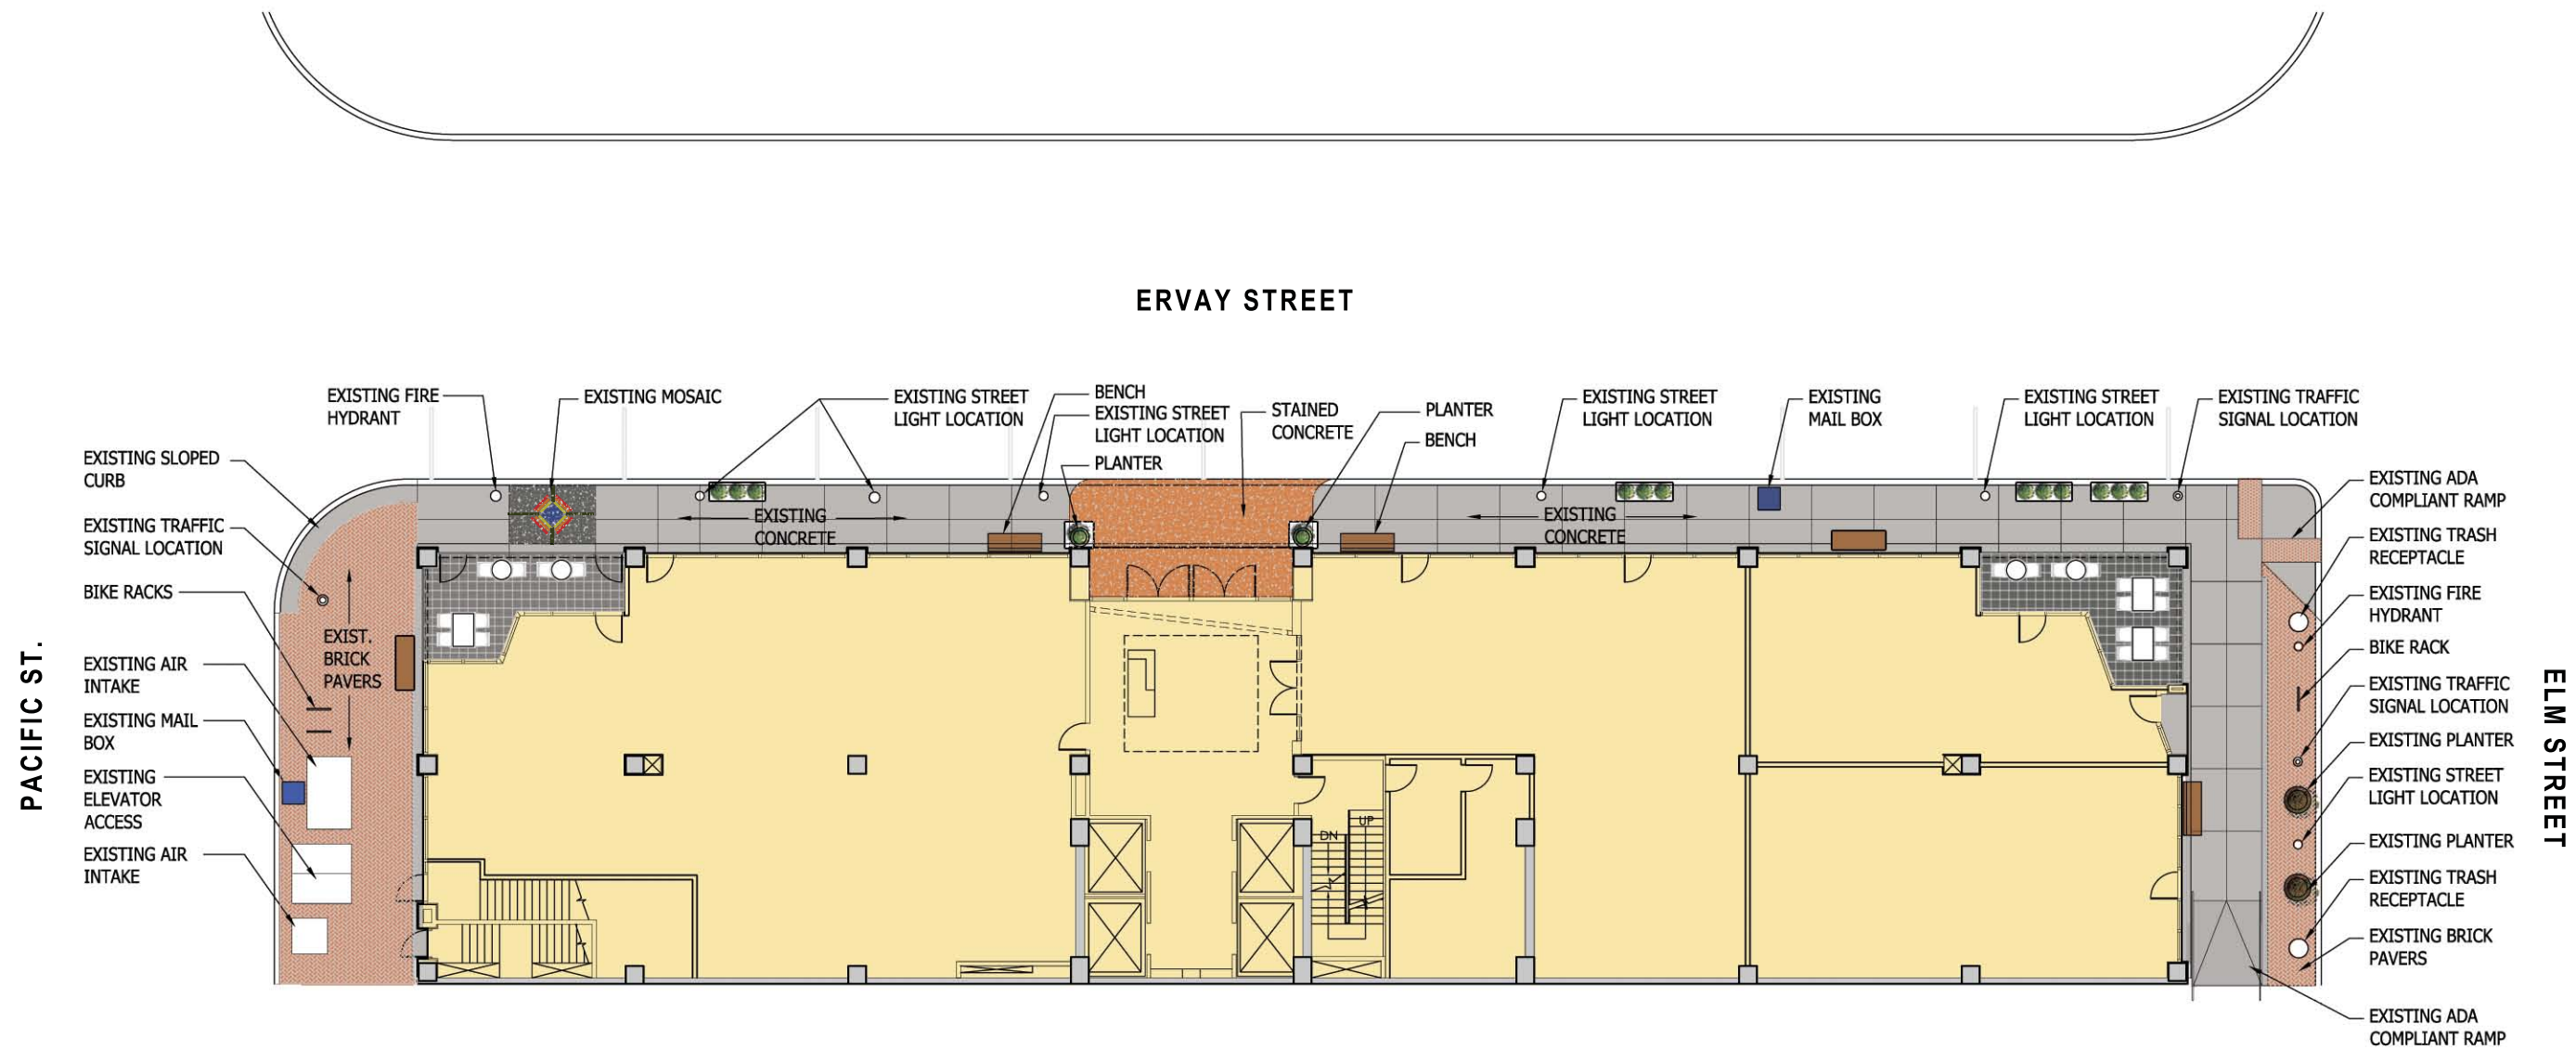 ERVAY STREET
EXISTING FIRE
HYDRANT
EXISTING MOSAIC
EXISTING STREET
LIGHT LOCATION
BENCH
EXISTING STREET
LIGHT LOCATION
PLANTER
STAINED
CONCRETE
PLANTER
BENCH
EXISTING STREET
LIGHT LOCATION
EXISTING
MAIL BOX
EXISTING STREET
LIGHT LOCATION
EXISTING TRAFFIC
SIGNAL LOCATION
EXISTING SLOPED
CURB
EXISTING TRAFFIC
SIGNAL LOCATION
BIKE RACKS
EXISTING AIR
INTAKE
EXISTING MAIL
BOX
EXISTING
ELEVATOR
ACCESS
EXISTING AIR
INTAKE
PACIFIC ST.
EXIST.
BRICK
PAVERS
EXISTING
CONCRETE
EXISTING
CONCRETE
DN
UP
EXISTING ADA
COMPLIANT RAMP
EXISTING TRASH
RECEPTACLE
EXISTING FIRE
HYDRANT
BIKE RACK
EXISTING TRAFFIC
SIGNAL LOCATION
EXISTING PLANTER
EXISTING STREET
LIGHT LOCATION
EXISTING PLANTER
EXISTING TRASH
RECEPTACLE
EXISTING BRICK
PAVERS
EXISTING ADA
COMPLIANT RAMP
ELM STREET